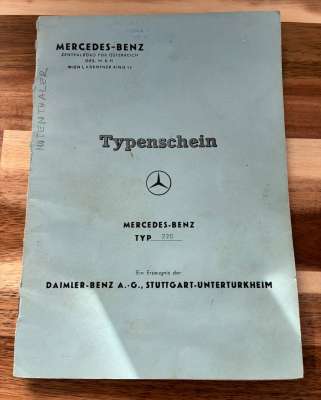 MERCEDES-BENZ
ZENTRALBÜRO FÜR ÖSTERREICH
GES. M. B. H.
WIEN I, KÄRNTNER RING 14
Typenschein
MERCEDES-BENZ
TYP 220
Ein Erzeugnis der
DAIMLER-BENZ A.-G., STUTTGART-UNTERTÜRKHEIM